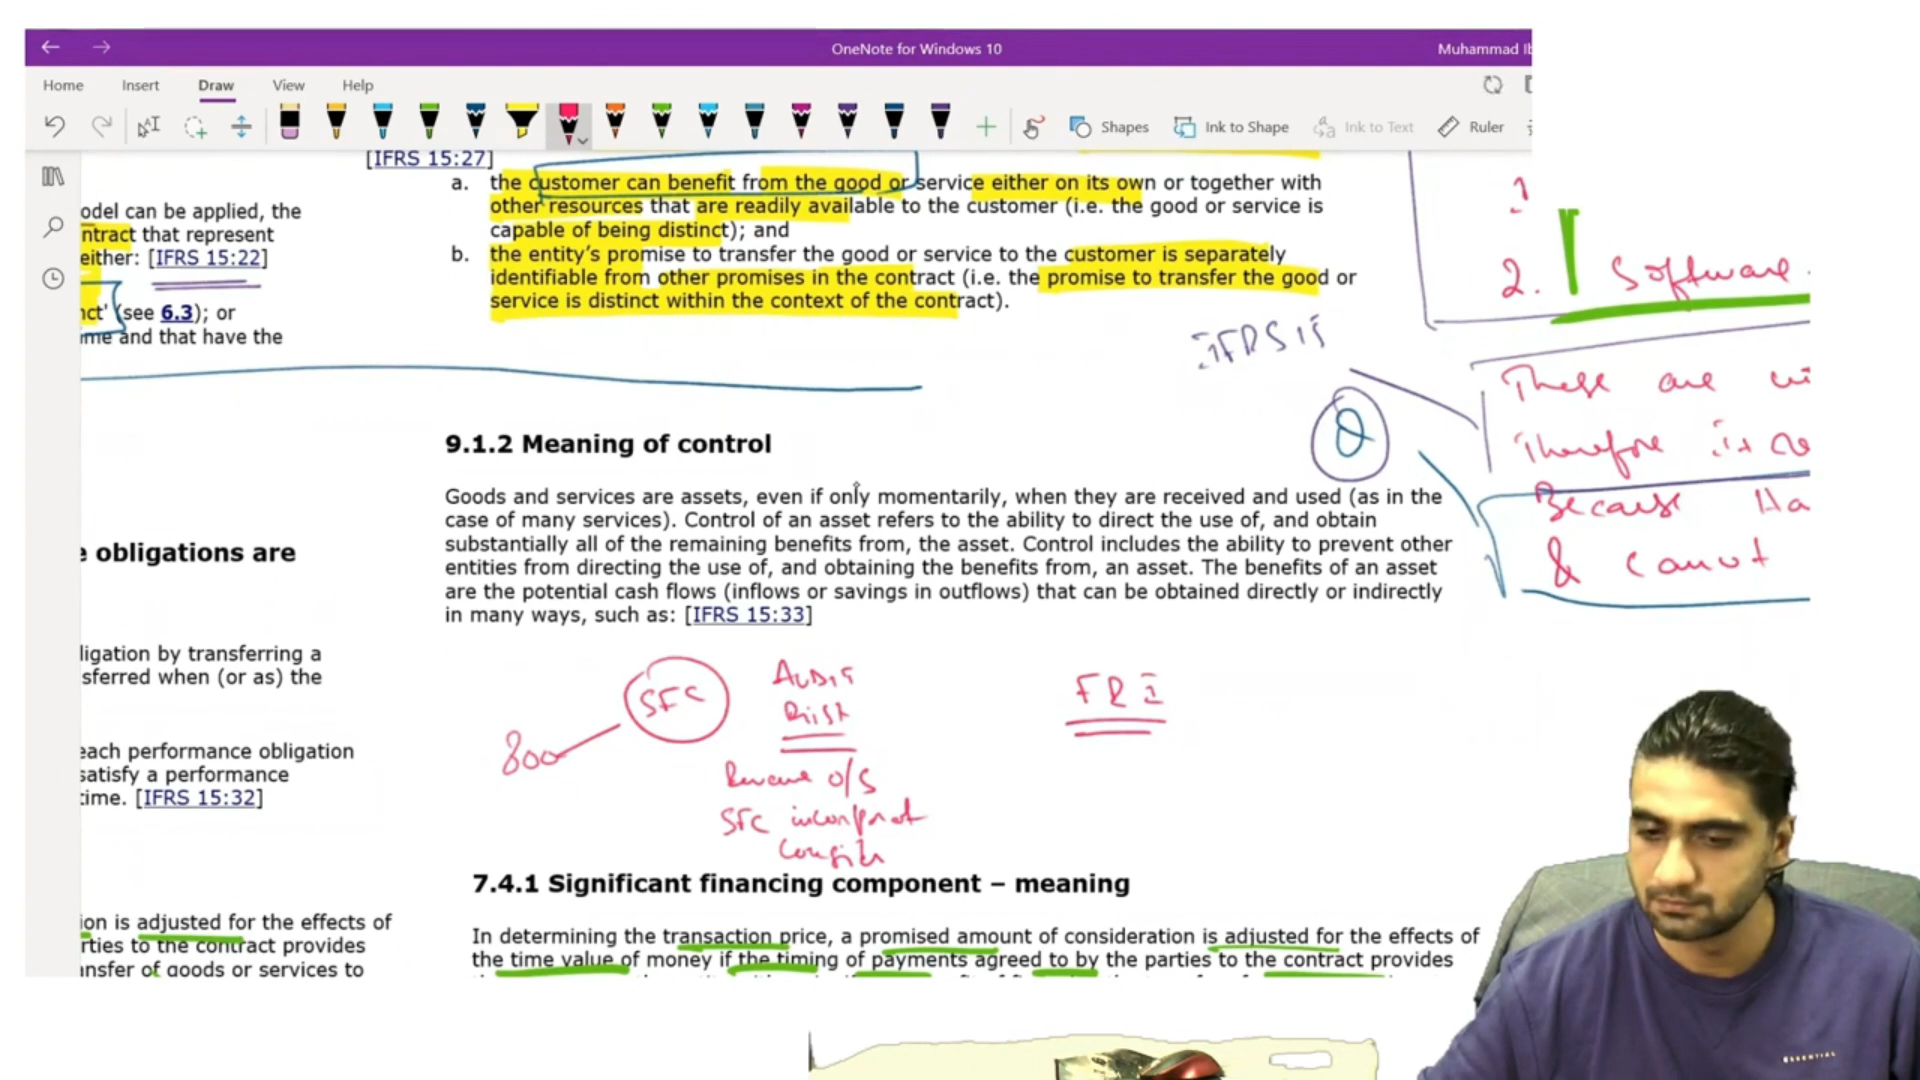 OneNote for Windows 10
Muhammad Ib
Home Insert Draw View Help
Shapes Ink to Shape Ink to Text Ruler
[IFRS 15:27]
a. the customer can benefit from the good or service either on its own or together with
other resources that are readily available to the customer (i.e. the good or service is
capable of being distinct); and
b. the entity's promise to transfer the good or service to the customer is separately
identifiable from other promises in the contract (i.e. the promise to transfer the good or
service is distinct within the context of the contract).
odel can be applied, the
ntract that represent
either: [IFRS 15:22]
nct' (see 6.3); or
ime and that have the
1
2. Software.
IFRS 15
These are wi
Therefore
Because Ha
& cannot
9.1.2 Meaning of control
Goods and services are assets, even if only momentarily, when they are received and used (as in the
case of many services). Control of an asset refers to the ability to direct the use of, and obtain
substantially all of the remaining benefits from, the asset. Control includes the ability to prevent other
entities from directing the use of, and obtaining the benefits from, an asset. The benefits of an asset
are the potential cash flows (inflows or savings in outflows) that can be obtained directly or indirectly
in many ways, such as: [IFRS 15:33]
e obligations are
ligation by transferring a
sferred when (or as) the
each performance obligation
satisfy a performance
time. [IFRS 15:32]
800
SFC
Audit
Risk
Revenue o/s
SFC
FRI
7.4.1 Significant financing component – meaning
In determining the transaction price, a promised amount of consideration is adjusted for the effects of
the time value of money if the timing of payments agreed to by the parties to the contract provides
ion is adjusted for the effects of
rties to the contract provides
ansfer of goods or services to
ESSENTIAL